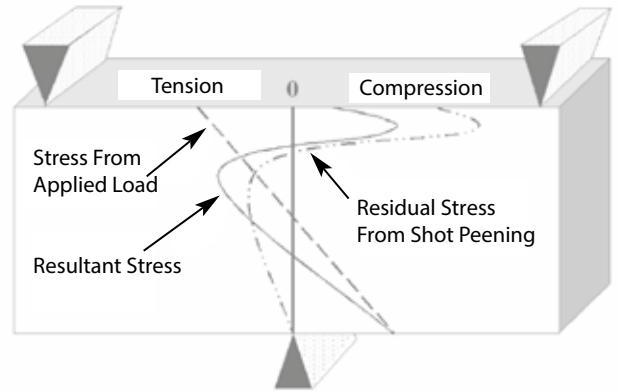 Tension
0
Compression
Stress From
Applied Load
Residual Stress
From Shot Peening
Resultant Stress